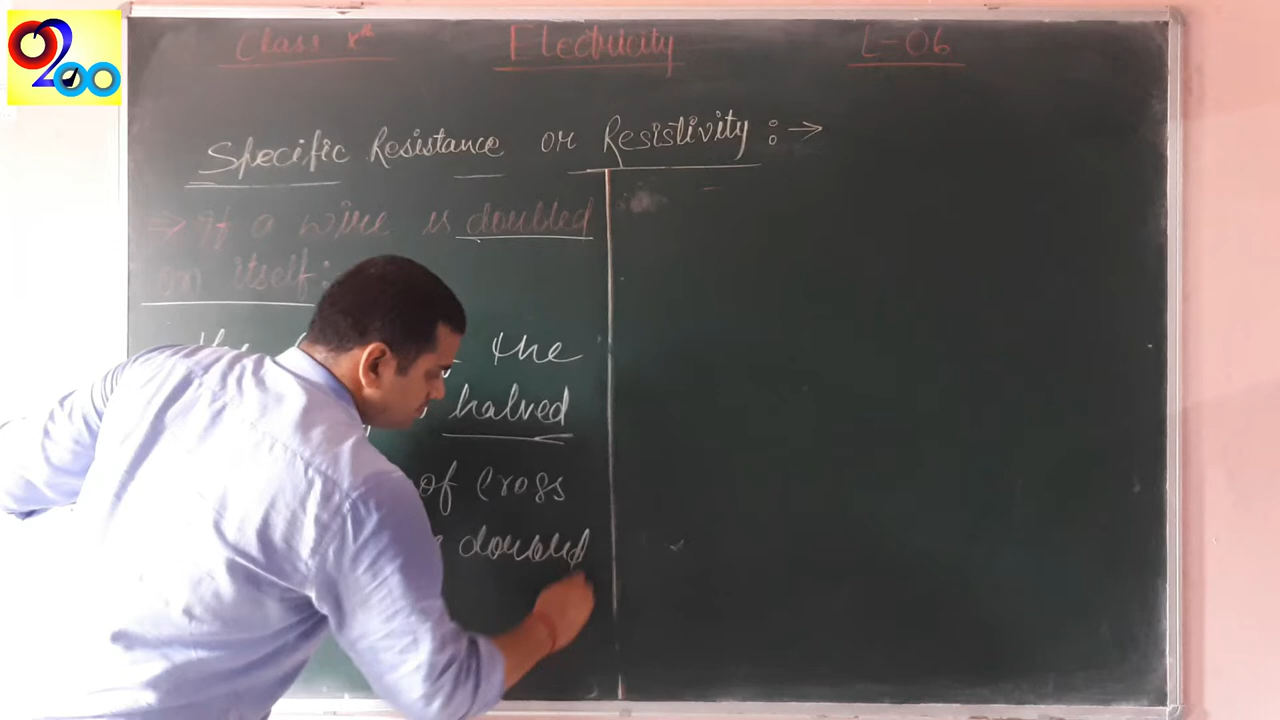 O2OO
Class Xth
Electricity
L-06
Specific Resistance or Resistivity :→
→ If a wire is doubled
on itself:
the
halved
of Cross
doubled